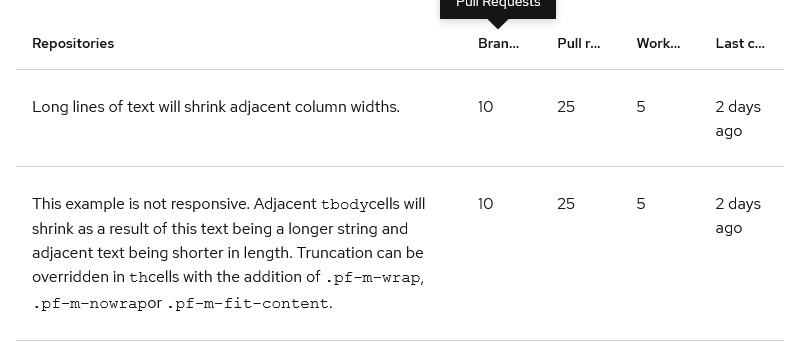 Pull Requests
Repositories Bran... Pull r... Work... Last c...
Long lines of text will shrink adjacent column widths. 10 25 5 2 days
ago
This example is not responsive. Adjacent tbodycells will 10 25 5 2 days
shrink as a result of this text being a longer string and ago
adjacent text being shorter in length. Truncation can be
overridden in thcells with the addition of .pf-m-wrap,
.pf-m-nowrapor .pf-m-fit-content.